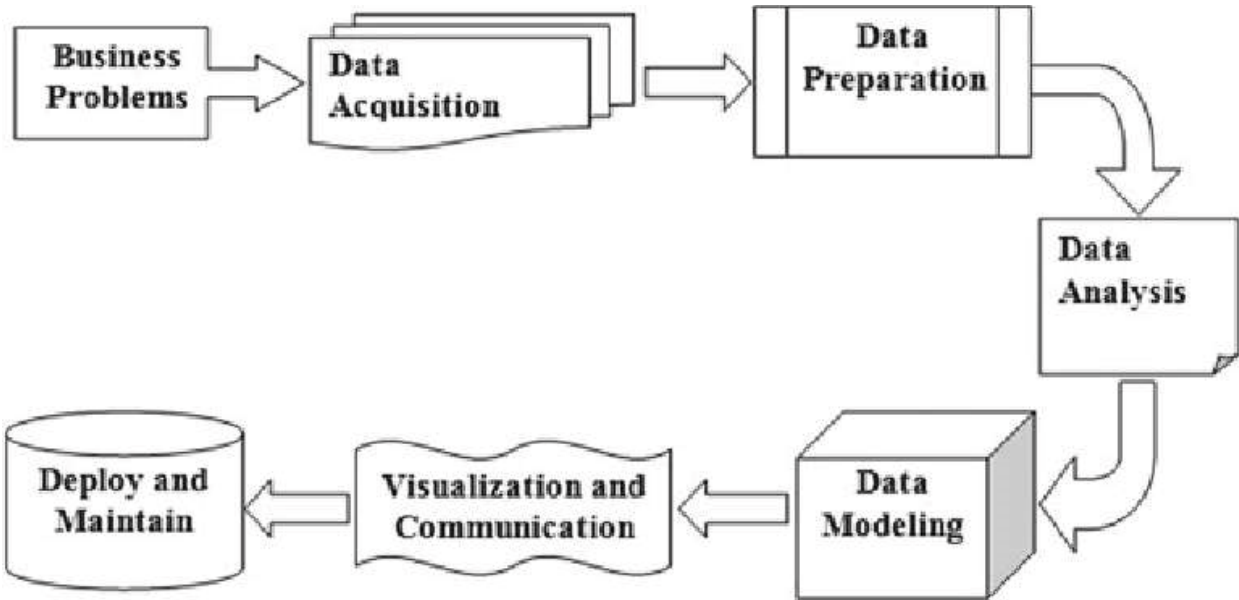 Business
Problems
Data
Acquisition
Data
Preparation
Data
Analysis
Data
Modeling
Visualization and
Communication
Deploy and
Maintain